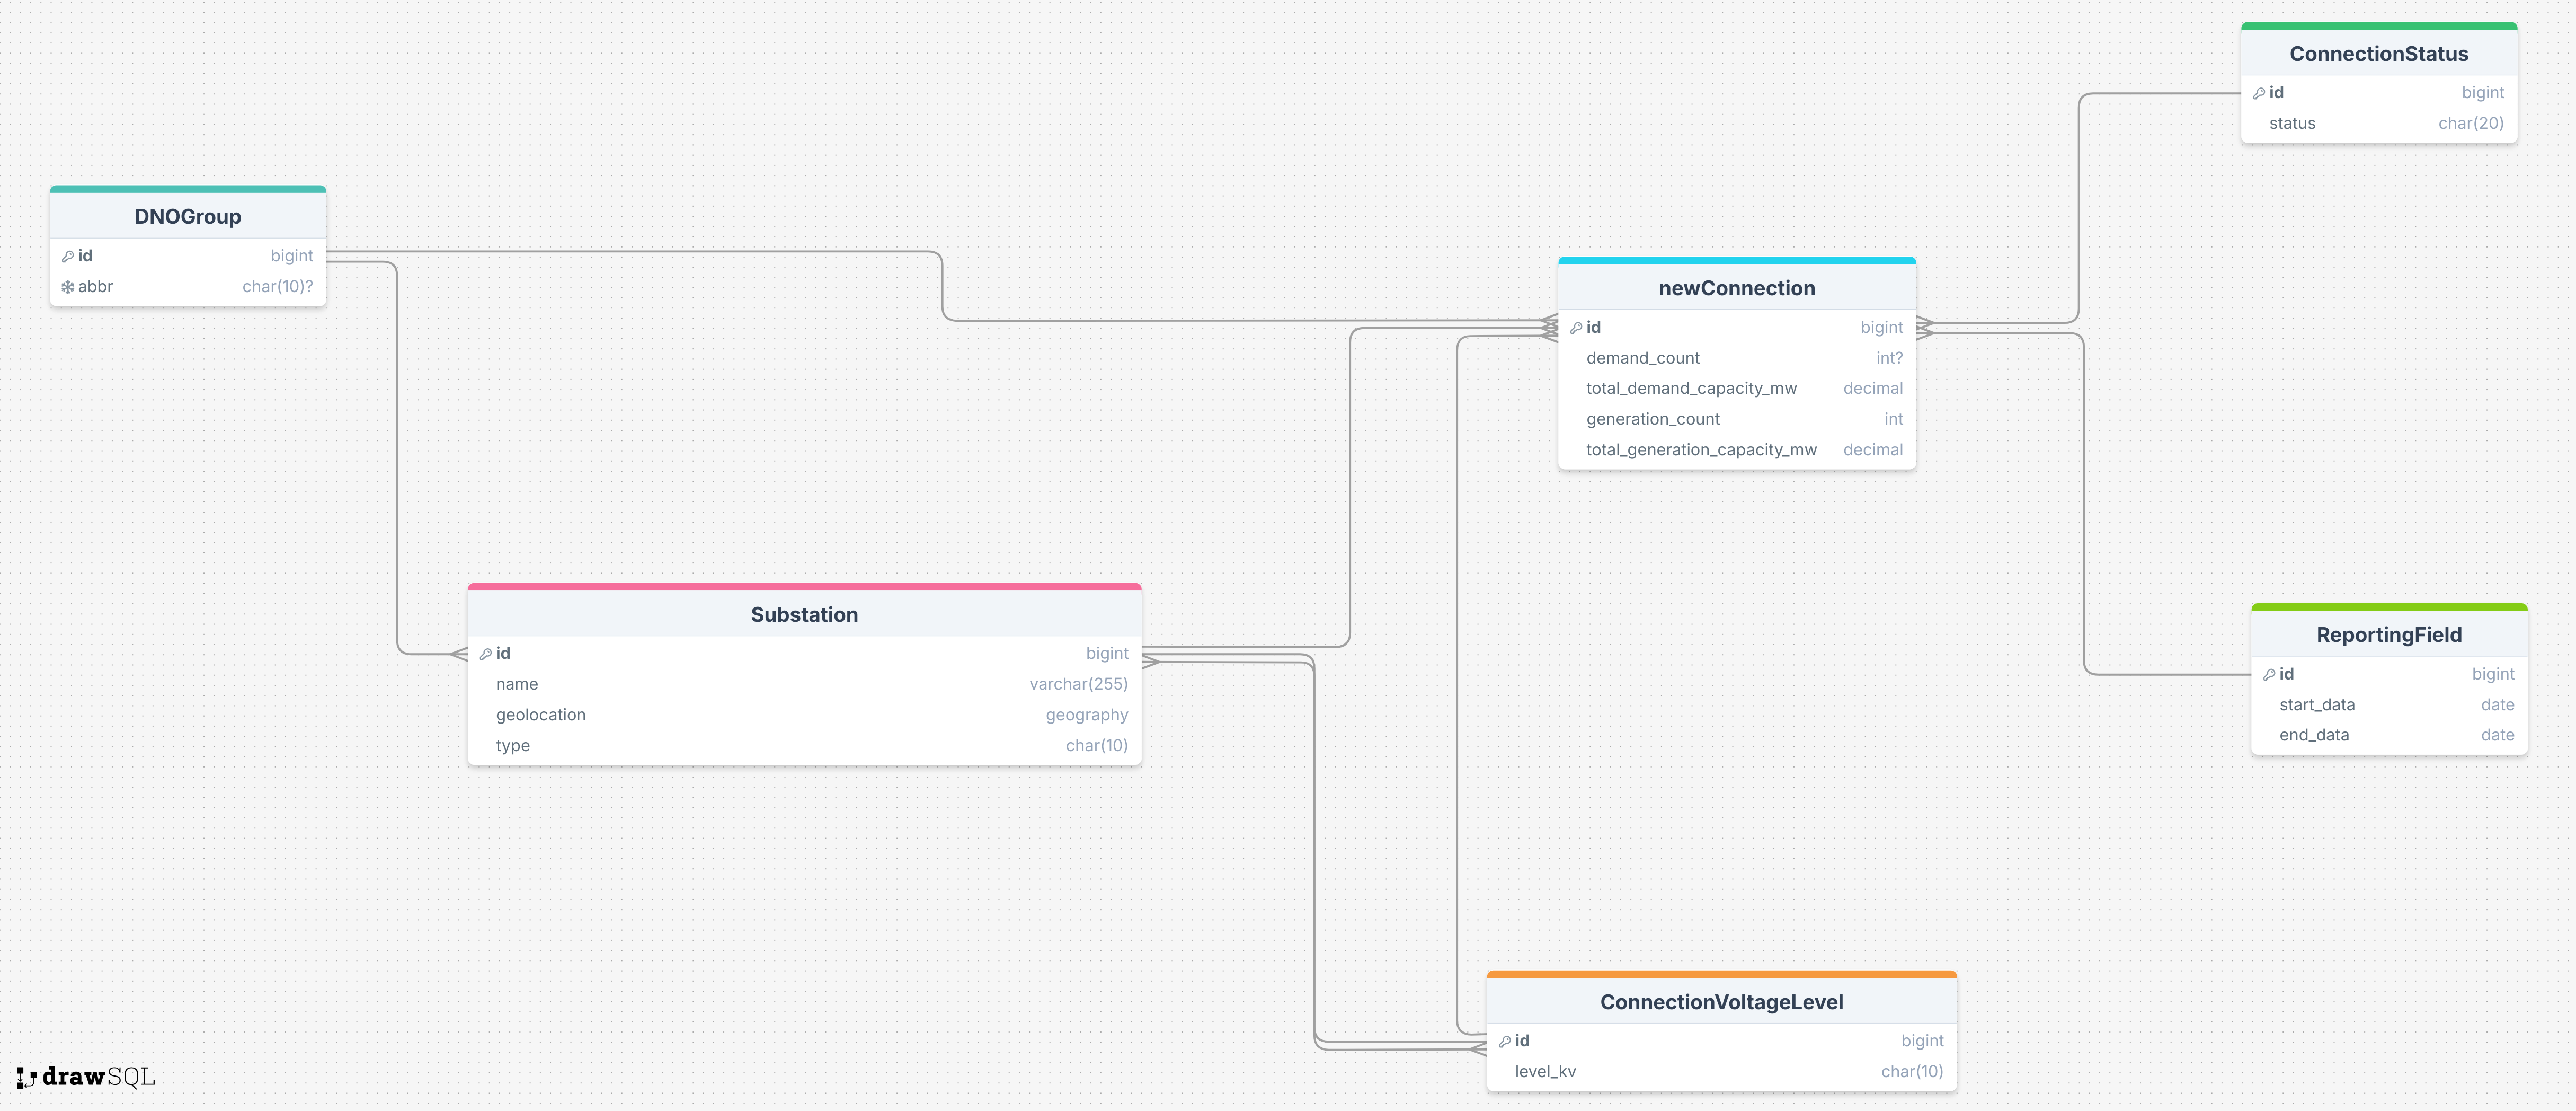 ConnectionStatus
id bigint
status char(20)
DNOGroup
id bigint
abbr char(10)?
newConnection
id bigint
demand_count int?
total_demand_capacity_mw decimal
generation_count int
total_generation_capacity_mw decimal
Substation
id bigint
name varchar(255)
geolocation geography
type char(10)
ReportingField
id bigint
start_data date
end_data date
ConnectionVoltageLevel
id bigint
level_kv char(10)
drawSQL